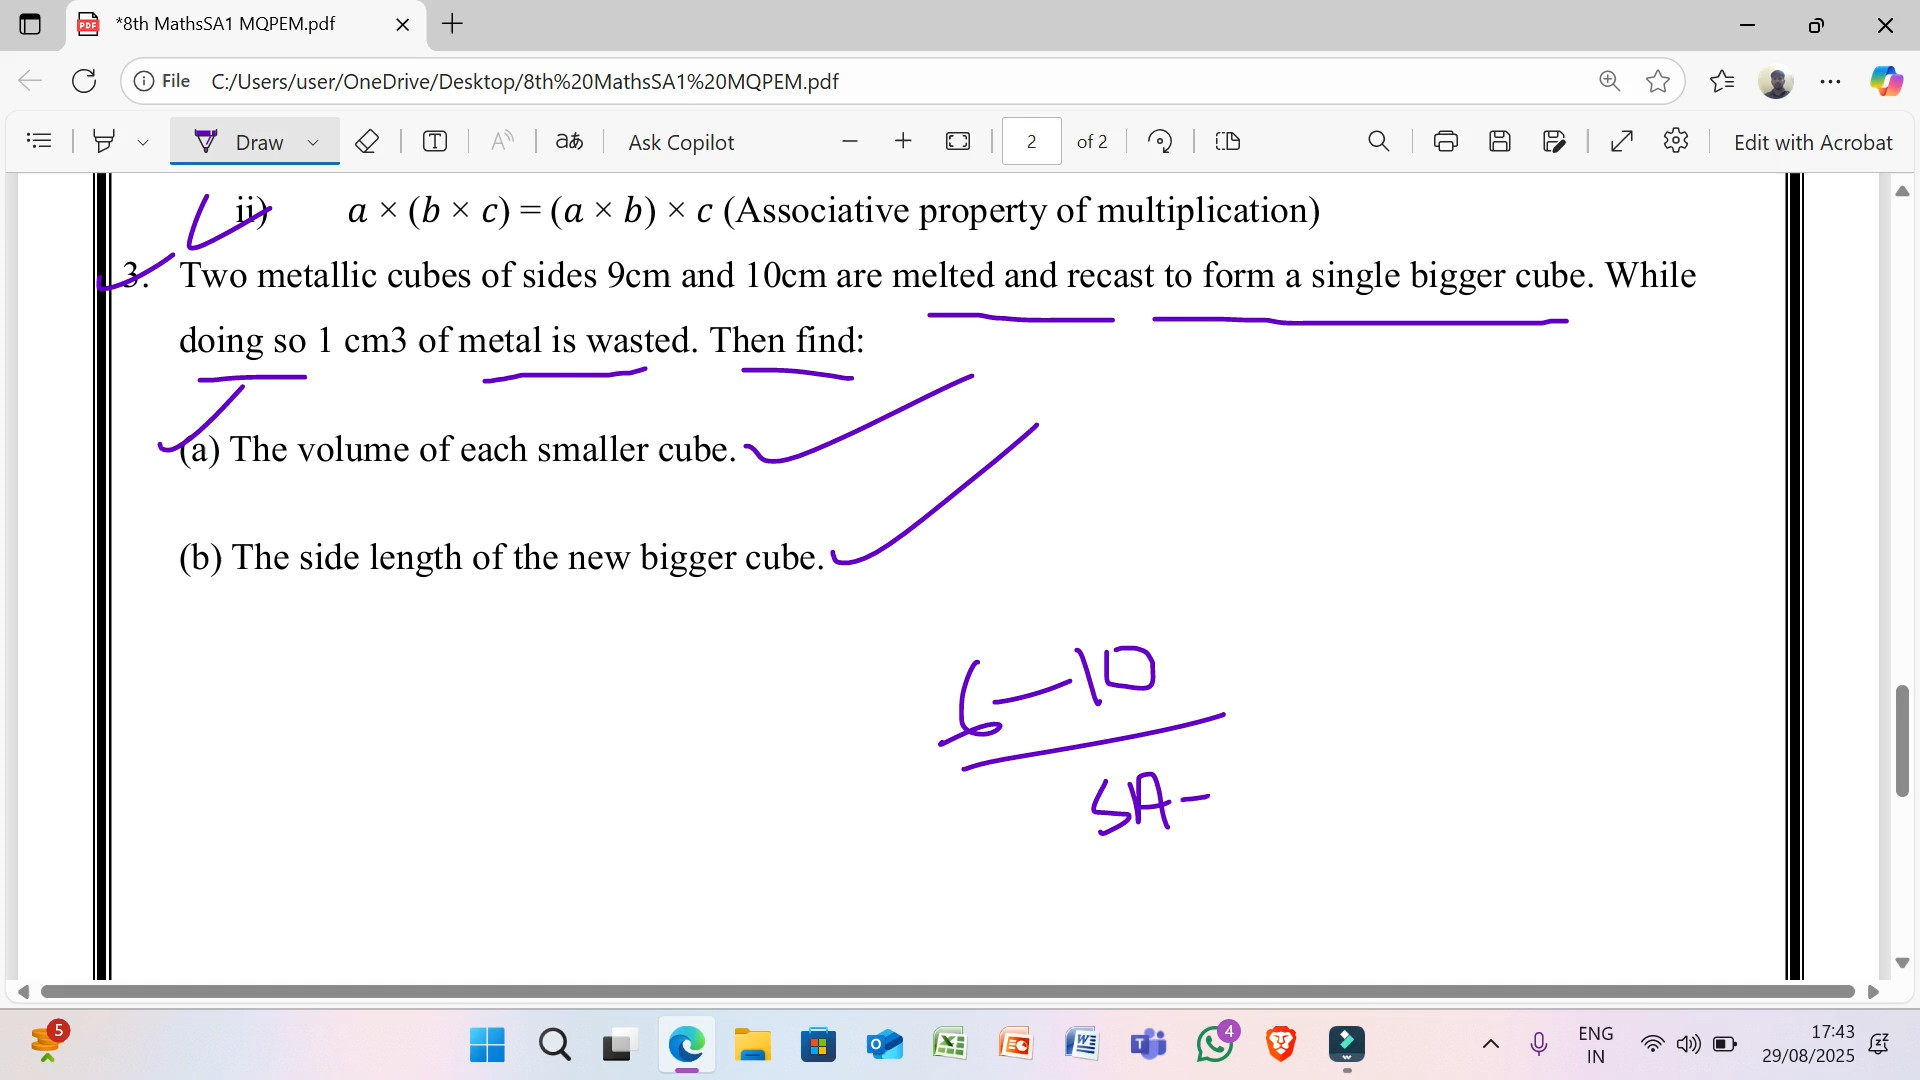 *8th MathsSA1 MQPEM.pdf
File C:/Users/user/OneDrive/Desktop/8th%20MathsSA1%20MQPEM.pdf
Draw aあ Ask Copilot 2 of 2 Edit with Acrobat
ii) a × (b × c) = (a × b) × c (Associative property of multiplication)
3. Two metallic cubes of sides 9cm and 10cm are melted and recast to form a single bigger cube. While
doing so 1 cm3 of metal is wasted. Then find:
(a) The volume of each smaller cube.
(b) The side length of the new bigger cube.
6-10
SA-
5
4
ENG
IN
17:43
29/08/2025